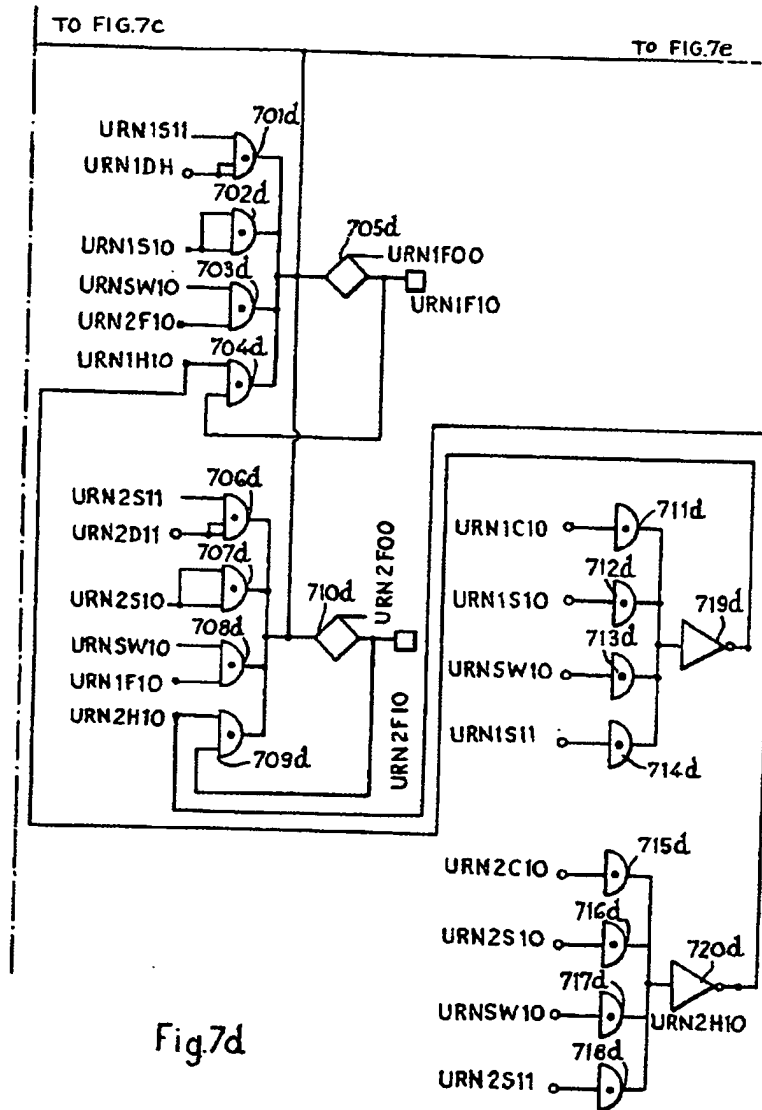 TO FIG.7c
TO FIG.7e
URN1S11
701d
URN1DH
702d
URN1S10
703d
URNSW10
URN2F10
704d
URN1H10
705d
URN1F00
URN1F10
URN2S11
706d
URN2D11
707d
URN2S10
708d
URNSW10
URN1F10
URN2H10
709d
710d
URN2F00
URN2F10
URN1C10
711d
URN1S10
712d
URNSW10
713d
URN1S11
714d
719d
URN2C10
715d
URN2S10
716d
URNSW10
717d
URN2S11
718d
720d
URN2H10
Fig.7d